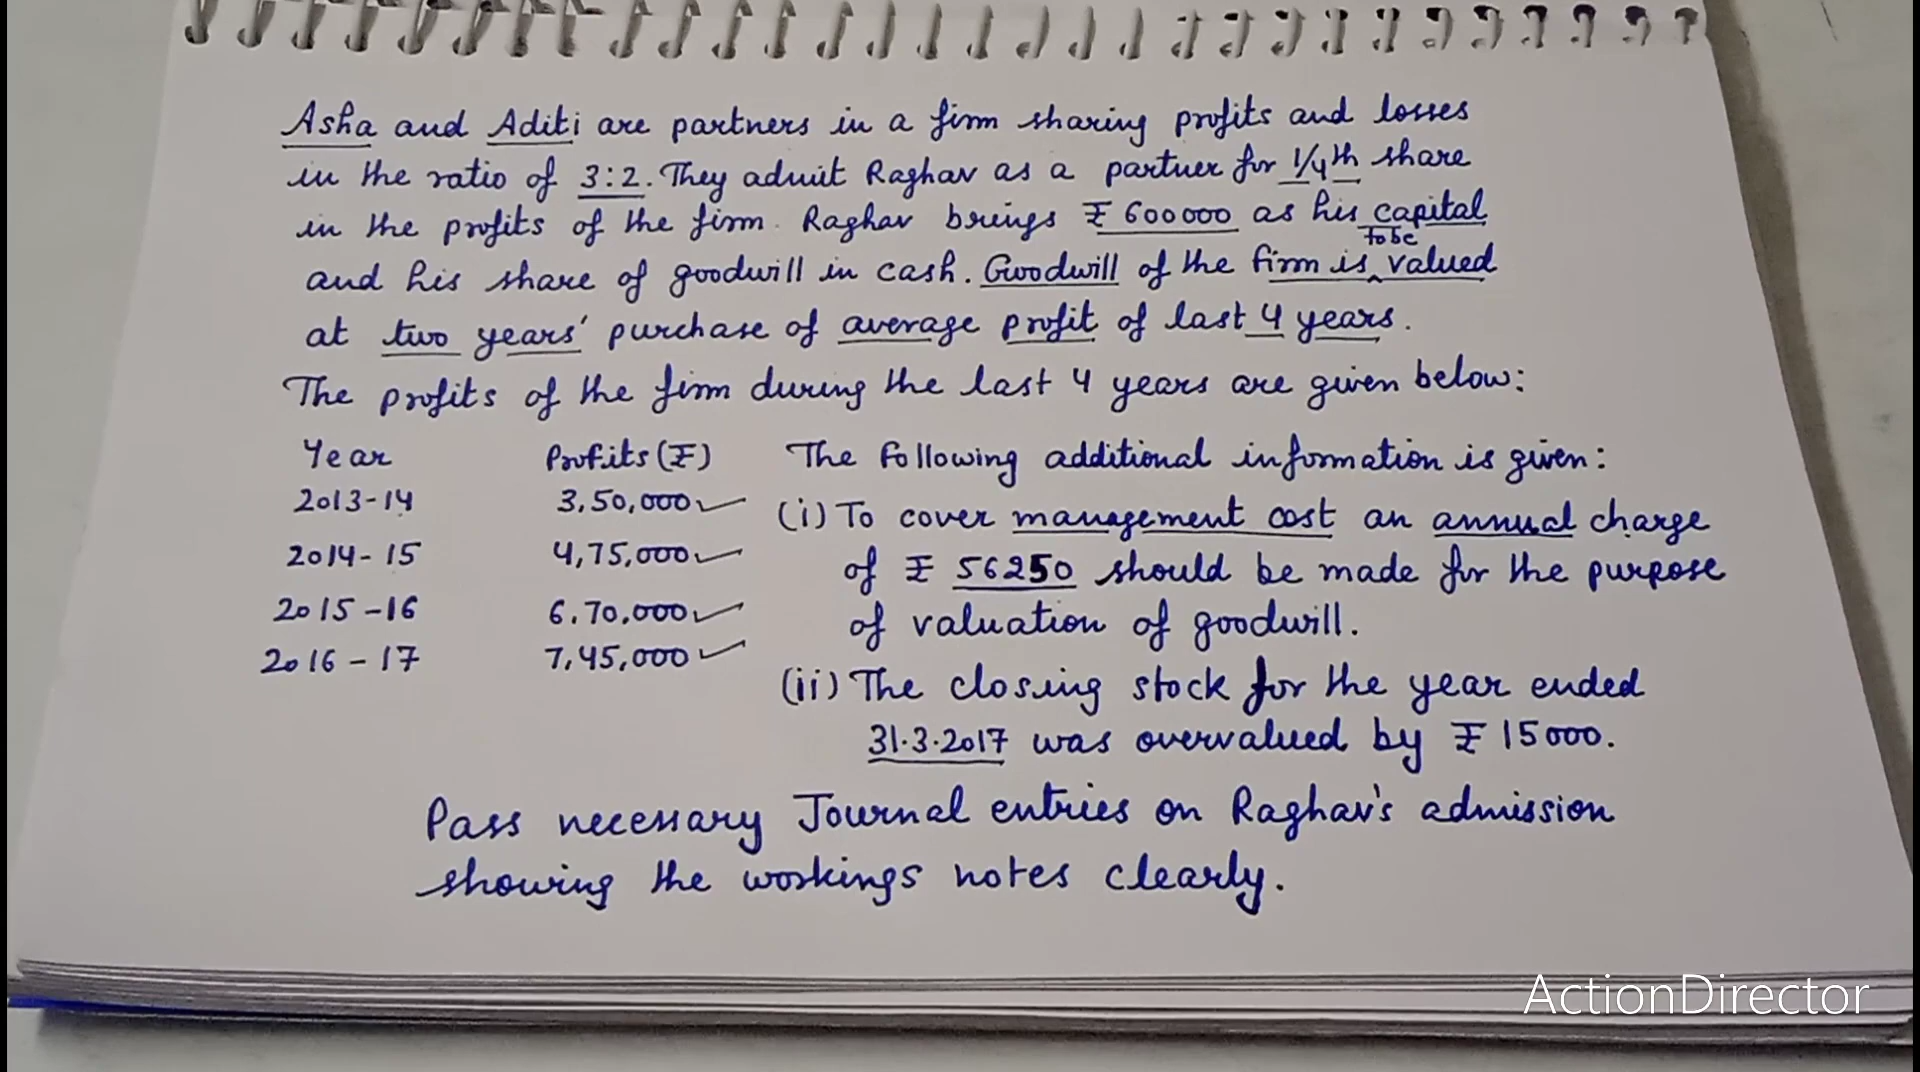 Asha and Aditi are partners in a firm sharing profits and losses
in the ratio of 3:2. They admit Raghav as a partner for 1/4th share
in the profits of the firm. Raghav brings ₹ 600000 as his capital
to be
and his share of goodwill in cash. Goodwill of the firm is ^ valued
at two years' purchase of average profit of last 4 years.
The profits of the firm during the last 4 years are given below:
Year Profits (₹)
2013-14 3,50,000
2014-15 4,75,000
2015-16 6,70,000
2016-17 7,45,000
The following additional information is given:
(i) To cover management cost an annual charge
of ₹ 56250 should be made for the purpose
of valuation of goodwill.
(ii) The closing stock for the year ended
31.3.2017 was overvalued by ₹ 15000.
Pass necessary Journal entries on Raghav's admission
showing the workings notes clearly.
ActionDirector